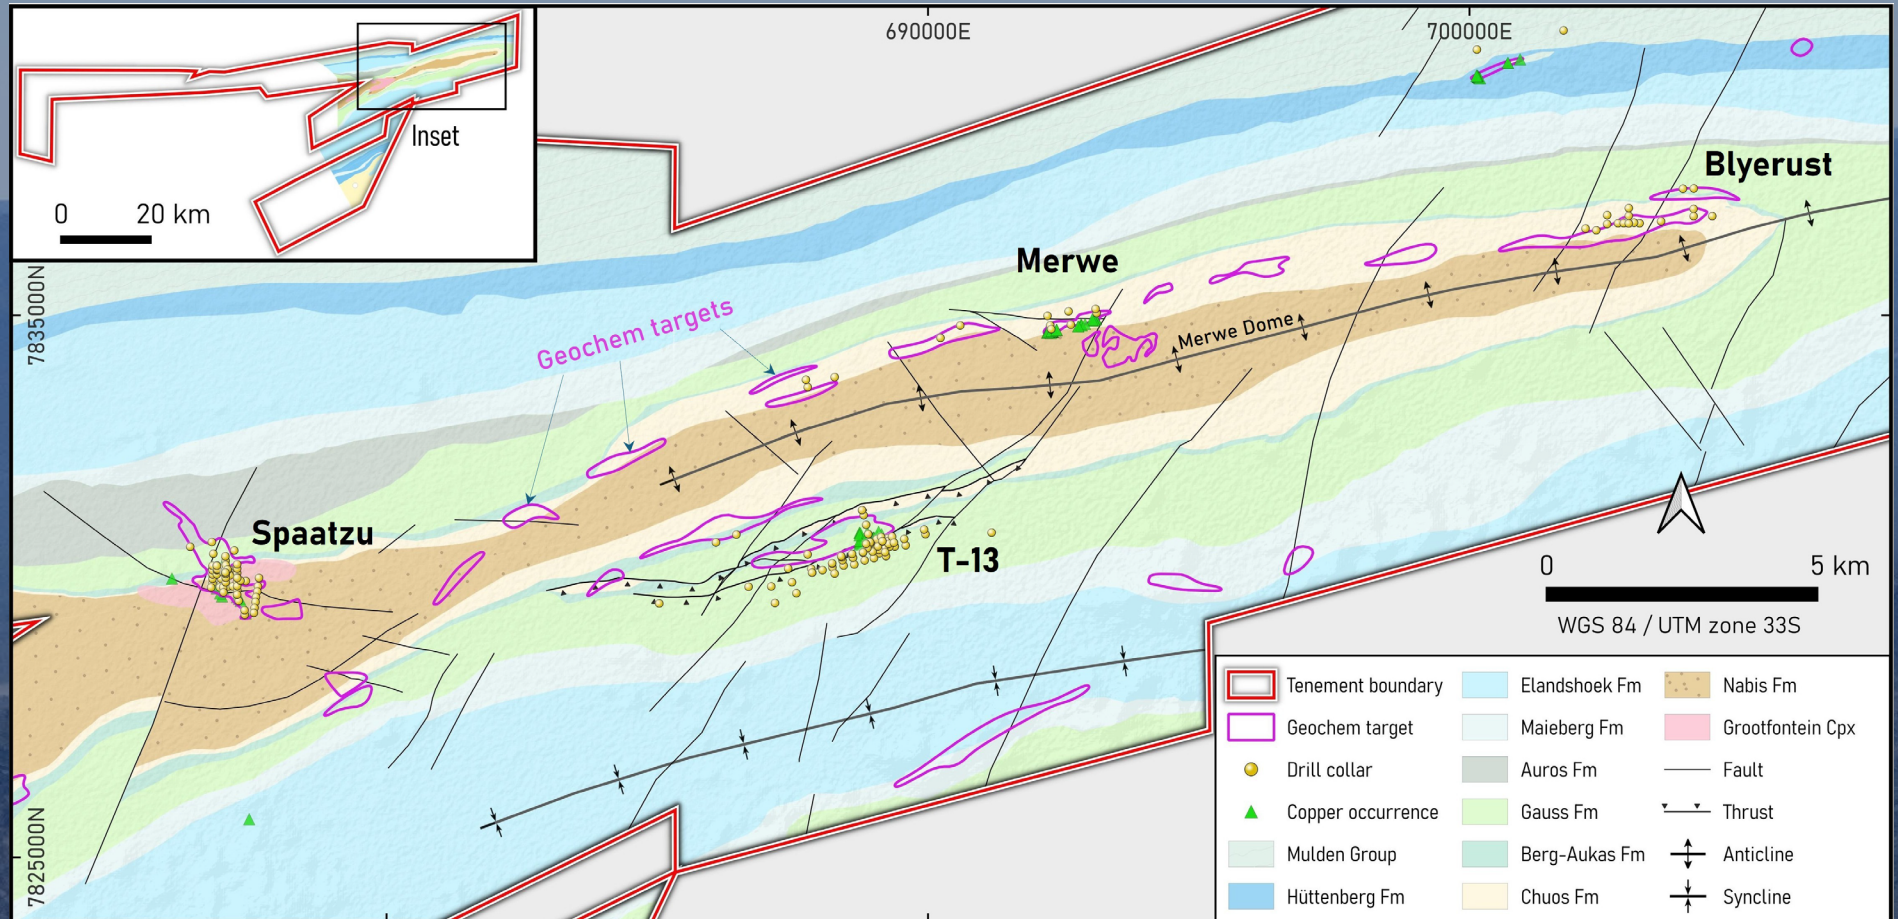 690000E
700000E
Inset
0 20 km
7835000N
7825000N
Blyerust
Merwe
Geochem targets
Merwe Dome
Spaatzu
T-13
0 5 km
WGS 84 / UTM zone 33S
Tenement boundary
Geochem target
Drill collar
Copper occurrence
Mulden Group
Hüttenberg Fm
Elandshoek Fm
Maieberg Fm
Auros Fm
Gauss Fm
Berg-Aukas Fm
Chuos Fm
Nabis Fm
Grootfontein Cpx
Fault
Thrust
Anticline
Syncline